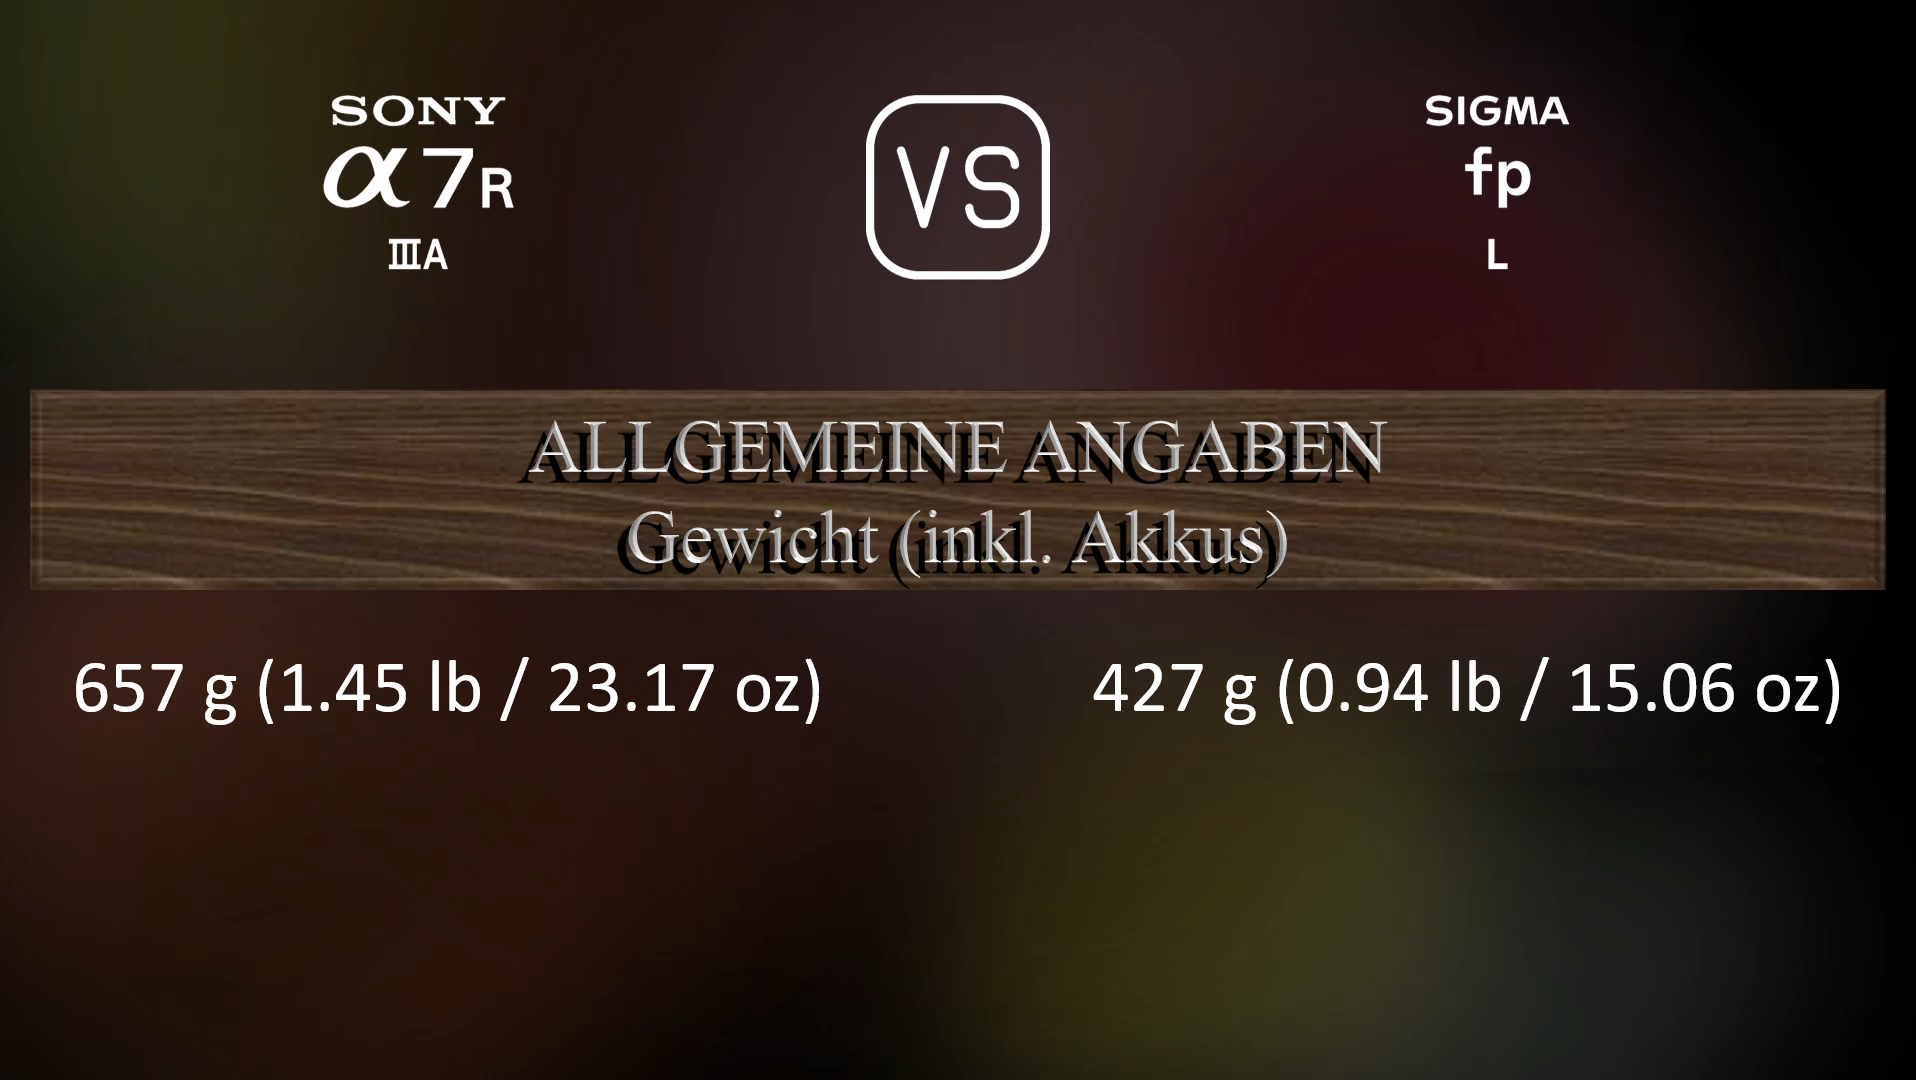 SONY
α7R
IIIA
VS
SIGMA
fp
L
ALLGEMEINE ANGABEN
Gewicht (inkl. Akkus)
657 g (1.45 lb / 23.17 oz)
427 g (0.94 lb / 15.06 oz)